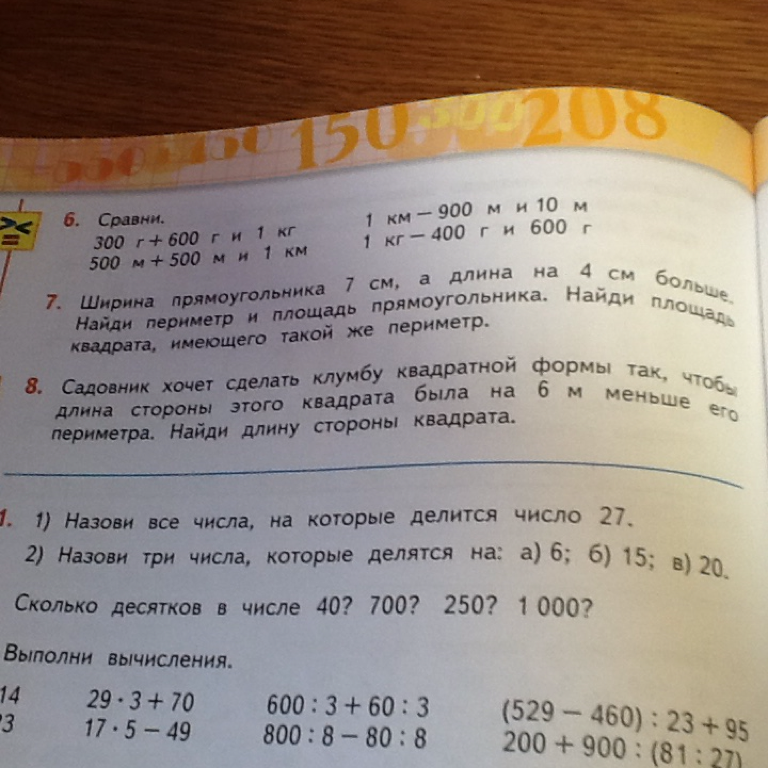 150 300 208
6. Сравни.
300 г + 600 г и 1 кг
1 км – 900 м и 10 м
500 м + 500 м и 1 км
1 кг – 400 г и 600 г
7. Ширина прямоугольника 7 см, а длина на 4 см больше.
Найди периметр и площадь прямоугольника. Найди площадь
квадрата, имеющего такой же периметр.
8. Садовник хочет сделать клумбу квадратной формы так, чтобы
длина стороны этого квадрата была на 6 м меньше его
периметра. Найди длину стороны квадрата.
1. 1) Назови все числа, на которые делится число 27.
2) Назови три числа, которые делятся на: а) 6; б) 15; в) 20.
Сколько десятков в числе 40? 700? 250? 1 000?
Выполни вычисления.
14 29 · 3 + 70 600 : 3 + 60 : 3 (529 – 460) : 23 + 95
3 17 · 5 – 49 800 : 8 – 80 : 8 200 + 900 : (81 : 27)